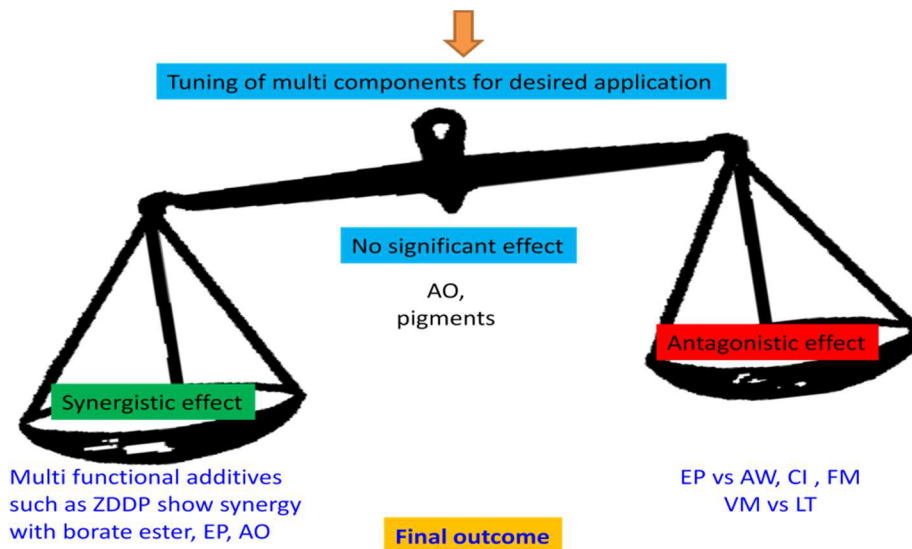 Tuning of multi components for desired application
No significant effect
AO,
pigments
Antagonistic effect
Synergistic effect
Multi functional additives
such as ZDDP show synergy
with borate ester, EP, AO
EP vs AW, CI , FM
VM vs LT
Final outcome